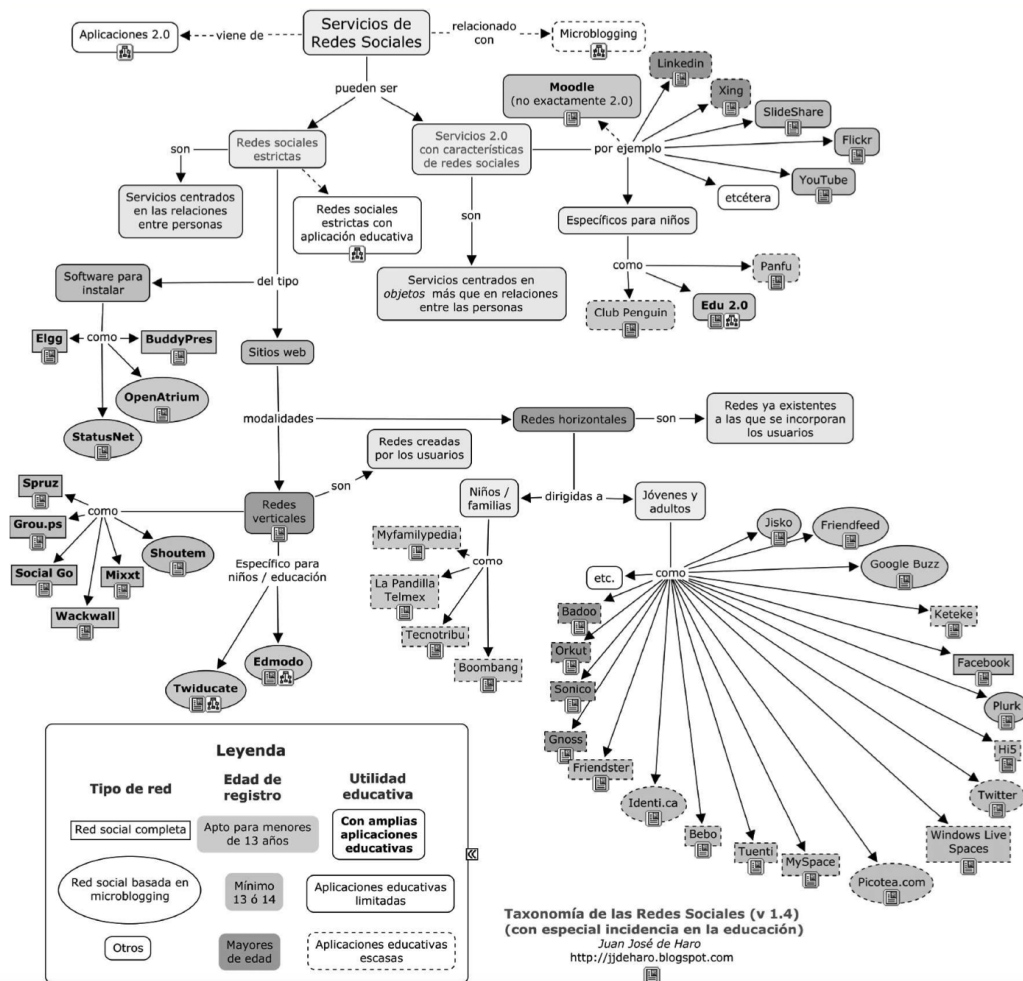 Servicios de
Redes Sociales
Aplicaciones 2.0
viene de
relacionado
con
Microblogging
pueden ser
Redes sociales
estrictas
son
Servicios centrados
en las relaciones
entre personas
Redes sociales
estrictas con
aplicación educativa
Servicios 2.0
con características
de redes sociales
son
Servicios centrados en
objetos más que en relaciones
entre las personas
por ejemplo
Moodle
(no exactamente 2.0)
Linkedin
Xing
SlideShare
Flickr
YouTube
etcétera
Específicos para niños
como
Panfu
Edu 2.0
Club Penguin
del tipo
Software para
instalar
como
Elgg
BuddyPres
OpenAtrium
StatusNet
Sitios web
modalidades
Redes horizontales
son
Redes ya existentes
a las que se incorporan
los usuarios
Redes creadas
por los usuarios
son
Redes
verticales
como
Spruz
Grou.ps
Social Go
Wackwall
Mixxt
Shoutem
Específico para
niños / educación
Twiducate
Edmodo
dirigidas a
Niños /
familias
como
Myfamilypedia
La Pandilla
Telmex
Tecnotribu
Boombang
Jóvenes y
adultos
como
etc.
Jisko
Friendfeed
Google Buzz
Keteke
Facebook
Plurk
Hi5
Twitter
Windows Live
Spaces
Picotea.com
MySpace
Tuenti
Bebo
Identi.ca
Friendster
Gnoss
Sonico
Orkut
Badoo
Leyenda
Tipo de red
Edad de
registro
Utilidad
educativa
Red social completa
Apto para menores
de 13 años
Con amplias
aplicaciones
educativas
Red social basada en
microblogging
Mínimo
13 ó 14
Aplicaciones educativas
limitadas
Otros
Mayores
de edad
Aplicaciones educativas
escasas
Taxonomía de las Redes Sociales (v 1.4)
(con especial incidencia en la educación)
Juan José de Haro
http://jjdeharo.blogspot.com